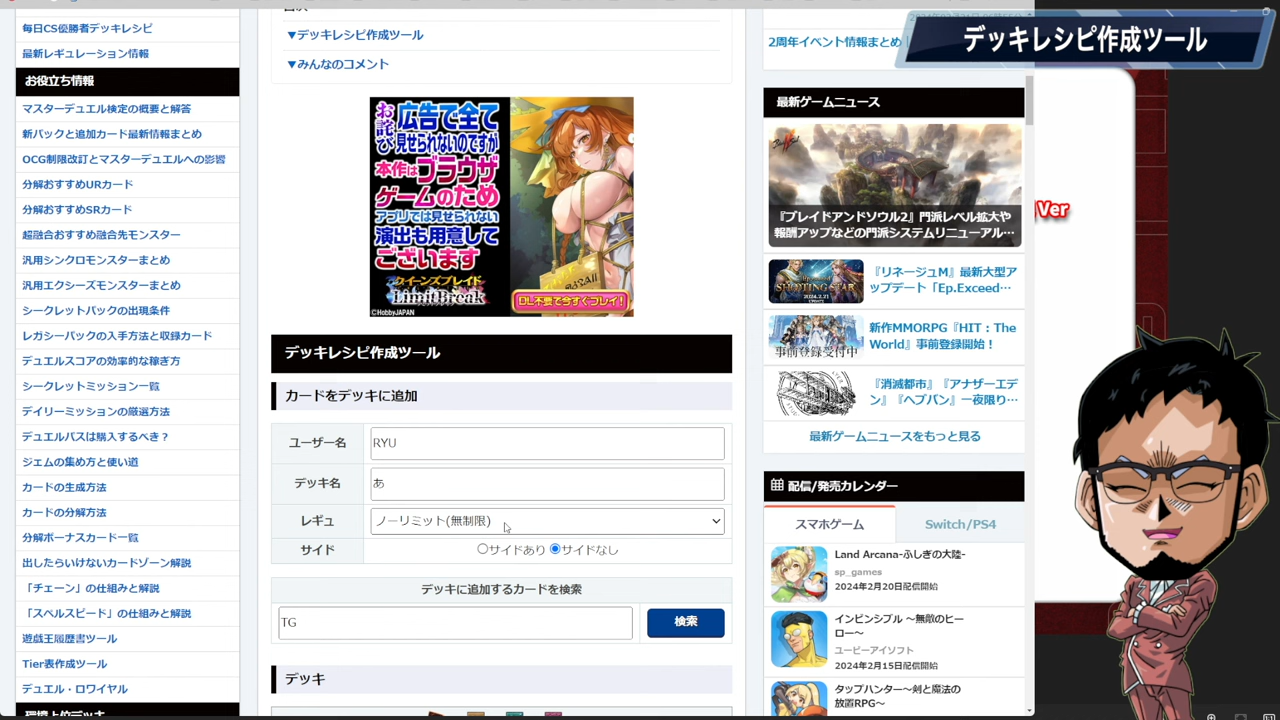 毎日CS優勝者デッキレシピ
最新レギュレーション情報
お役立ち情報
マスターデュエル検定の概要と解答
新パックと追加カード最新情報まとめ
OCG制限改訂とマスターデュエルへの影響
分解おすすめURカード
分解おすすめSRカード
超融合おすすめ融合先モンスター
汎用シンクロモンスターまとめ
汎用エクシーズモンスターまとめ
シークレットパックの出現条件
レガシーパックの入手方法と収録カード
デュエルスコアの効率的な稼ぎ方
シークレットミッション一覧
デイリーミッションの厳選方法
デュエルパスは購入するべき？
ジェムの集め方と使い道
カードの生成方法
カードの分解方法
分解ボーナスカード一覧
出したらいけないカードゾーン解説
「チェーン」の仕組みと解説
「スペルスピード」の仕組みと解説
遊戯王履歴書ツール
Tier表作成ツール
デュエル・ロワイヤル
環境上位デッキ
▼デッキレシピ作成ツール
▼みんなのコメント
お詫び
広告で全て
見せられないのですが
本作はブラウザ
ゲームのため
アプリでは見せられない
演出も用意して
ございます
クイーンズブレイド
LimitBreak
©HobbyJAPAN
DL不要で今すぐプレイ！
デッキレシピ作成ツール
カードをデッキに追加
ユーザー名
RYU
デッキ名
あ
レギュ
ノーリミット(無制限)
サイド
サイドあり
サイドなし
デッキに追加するカードを検索
TG
検索
デッキ
2周年イベント情報まとめ
デッキレシピ作成ツール
最新ゲームニュース
『ブレイドアンドソウル2』門派レベル拡大や
報酬アップなどの門派システムリニューアル…
SHOOTING STAR
2024.2.21
『リネージュM』最新大型ア
ップデート「Ep.Exceed…
事前登録受付中
新作MMORPG『HIT : The
World』事前登録開始！
『消滅都市』『アナザーエデ
ン』『ヘブバン』一夜限り…
最新ゲームニュースをもっと見る
配信/発売カレンダー
スマホゲーム
Switch/PS4
Land Arcana-ふしぎの大陸-
sp_games
2024年2月20日配信開始
インビンシブル ～無敵のヒー
ロー～
ユービーアイソフト
2024年2月15日配信開始
タップハンター～剣と魔法の
放置RPG～
Ver